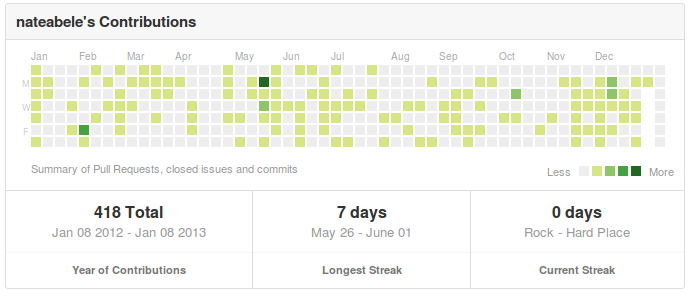 nateabele's Contributions
Jan Feb Mar Apr May Jun Jul Aug Sep Oct Nov Dec
M
W
F
Summary of Pull Requests, closed issues and commits
Less More
418 Total 7 days 0 days
Jan 08 2012 - Jan 08 2013 May 26 - June 01 Rock - Hard Place
Year of Contributions Longest Streak Current Streak